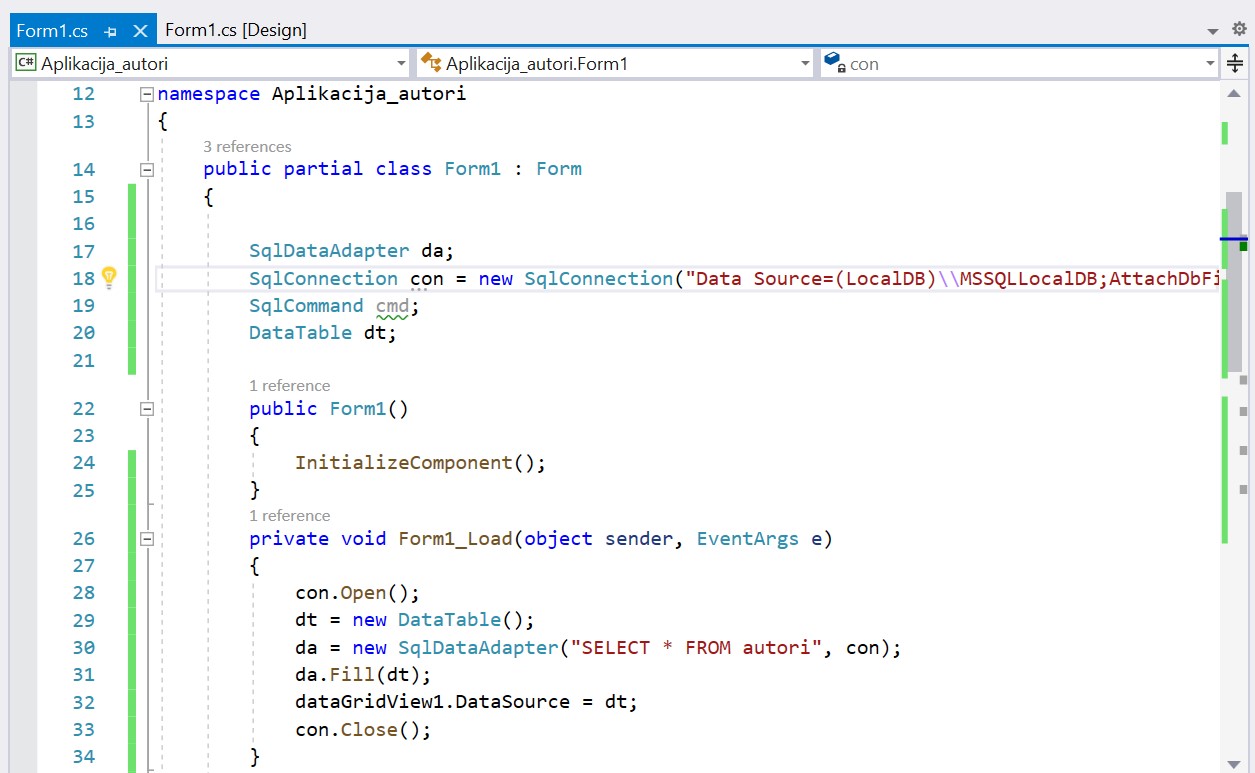 Form1.cs Form1.cs [Design]
C# Aplikacija_autori Aplikacija_autori.Form1 con
12 namespace Aplikacija_autori
13 {
3 references
14 public partial class Form1 : Form
15 {
16
17 SqlDataAdapter da;
18 SqlConnection con = new SqlConnection("Data Source=(LocalDB)\\MSSQLLocalDB;AttachDbFi
19 SqlCommand cmd;
20 DataTable dt;
21
1 reference
22 public Form1()
23 {
24 InitializeComponent();
25 }
1 reference
26 private void Form1_Load(object sender, EventArgs e)
27 {
28 con.Open();
29 dt = new DataTable();
30 da = new SqlDataAdapter("SELECT * FROM autori", con);
31 da.Fill(dt);
32 dataGridView1.DataSource = dt;
33 con.Close();
34 }